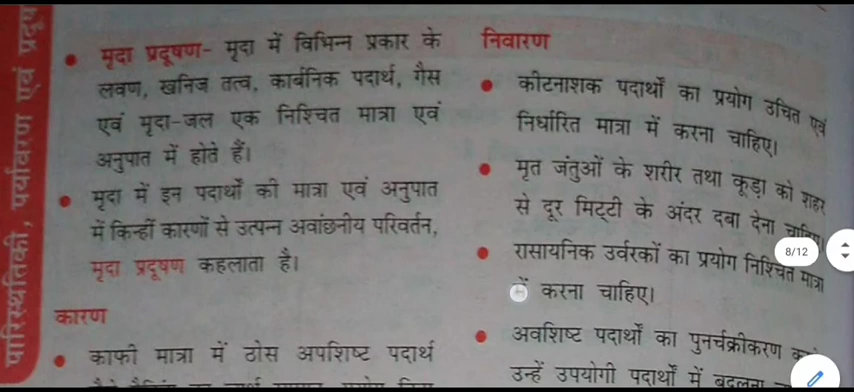 पारिस्थितिकी, पर्यावरण एवं प्रदूष
मृदा प्रदूषण- मृदा में विभिन्न प्रकार के
लवण, खनिज तत्व, कार्बनिक पदार्थ, गैस
एवं मृदा-जल एक निश्चित मात्रा एवं
अनुपात में होते हैं।
मृदा में इन पदार्थों की मात्रा एवं अनुपात
में किन्हीं कारणों से उत्पन्न अवांछनीय परिवर्तन,
मृदा प्रदूषण कहलाता है।
कारण
काफी मात्रा में ठोस अपशिष्ट पदार्थ
निवारण
कीटनाशक पदार्थों का प्रयोग उचित एवं
निर्धारित मात्रा में करना चाहिए।
मृत जंतुओं के शरीर तथा कूड़ा को शहर
से दूर मिट्टी के अंदर दबा देना चाहिए।
8/12
रासायनिक उर्वरकों का प्रयोग निश्चित मात्रा
में करना चाहिए।
अवशिष्ट पदार्थों का पुनर्चक्रीकरण
उन्हें उपयोगी पदार्थों में बदलना